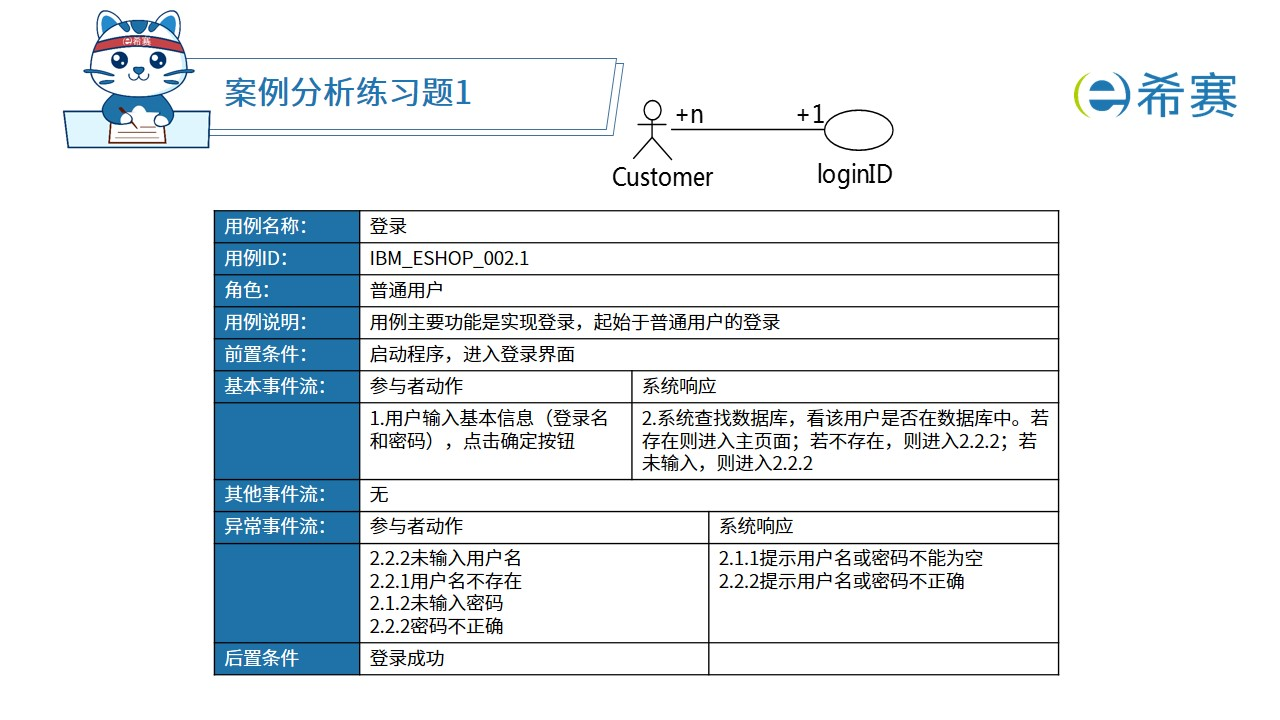 希赛
案例分析练习题1
希赛
+n
+1
Customer
loginID
用例名称：
登录
用例ID：
IBM_ESHOP_002.1
角色：
普通用户
用例说明：
用例主要功能是实现登录，起始于普通用户的登录
前置条件：
启动程序，进入登录界面
基本事件流：
参与者动作
系统响应
1.用户输入基本信息（登录名
和密码），点击确定按钮
2.系统查找数据库，看该用户是否在数据库中。若
存在则进入主页面；若不存在，则进入2.2.2；若
未输入，则进入2.2.2
其他事件流：
无
异常事件流：
参与者动作
系统响应
2.2.2未输入用户名
2.2.1用户名不存在
2.1.2未输入密码
2.2.2密码不正确
2.1.1提示用户名或密码不能为空
2.2.2提示用户名或密码不正确
后置条件
登录成功